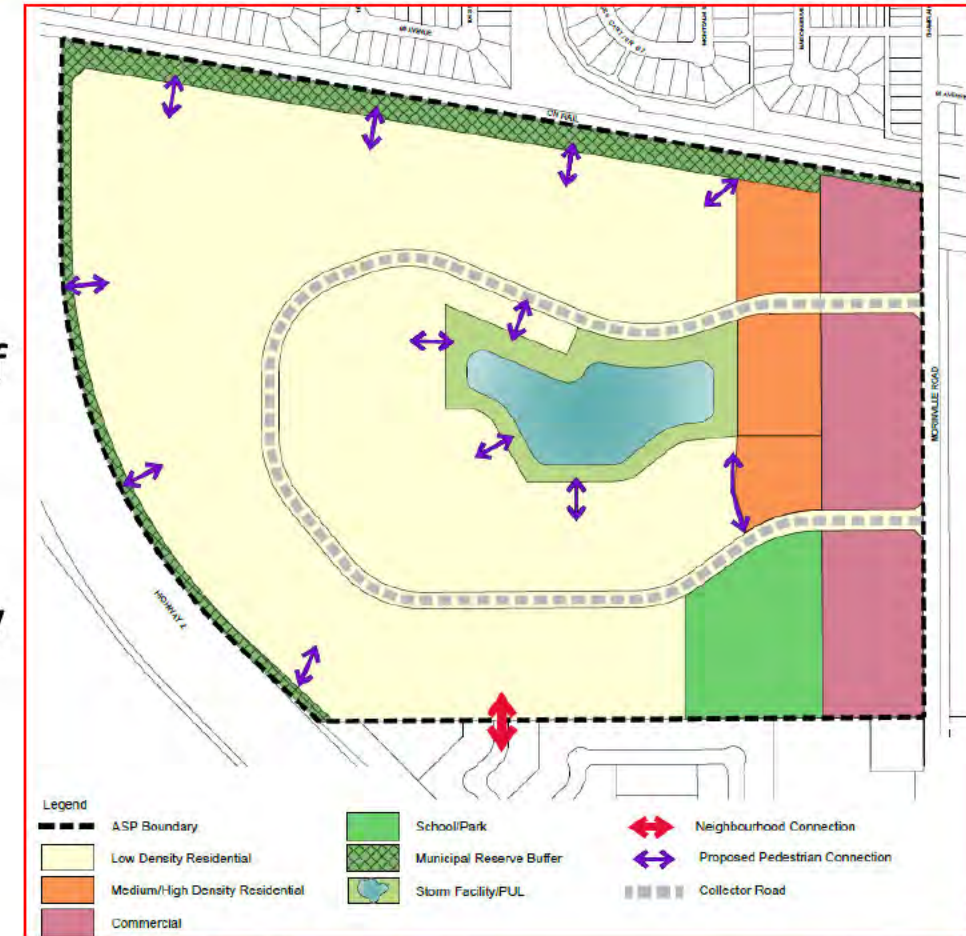 CN RAIL
MORINVILLE ROAD
HIGHWAY 2
Legend
ASP Boundary
Low Density Residential
Medium/High Density Residential
Commercial
School/Park
Municipal Reserve Buffer
Storm Facility/PUL
Neighbourhood Connection
Proposed Pedestrian Connection
Collector Road